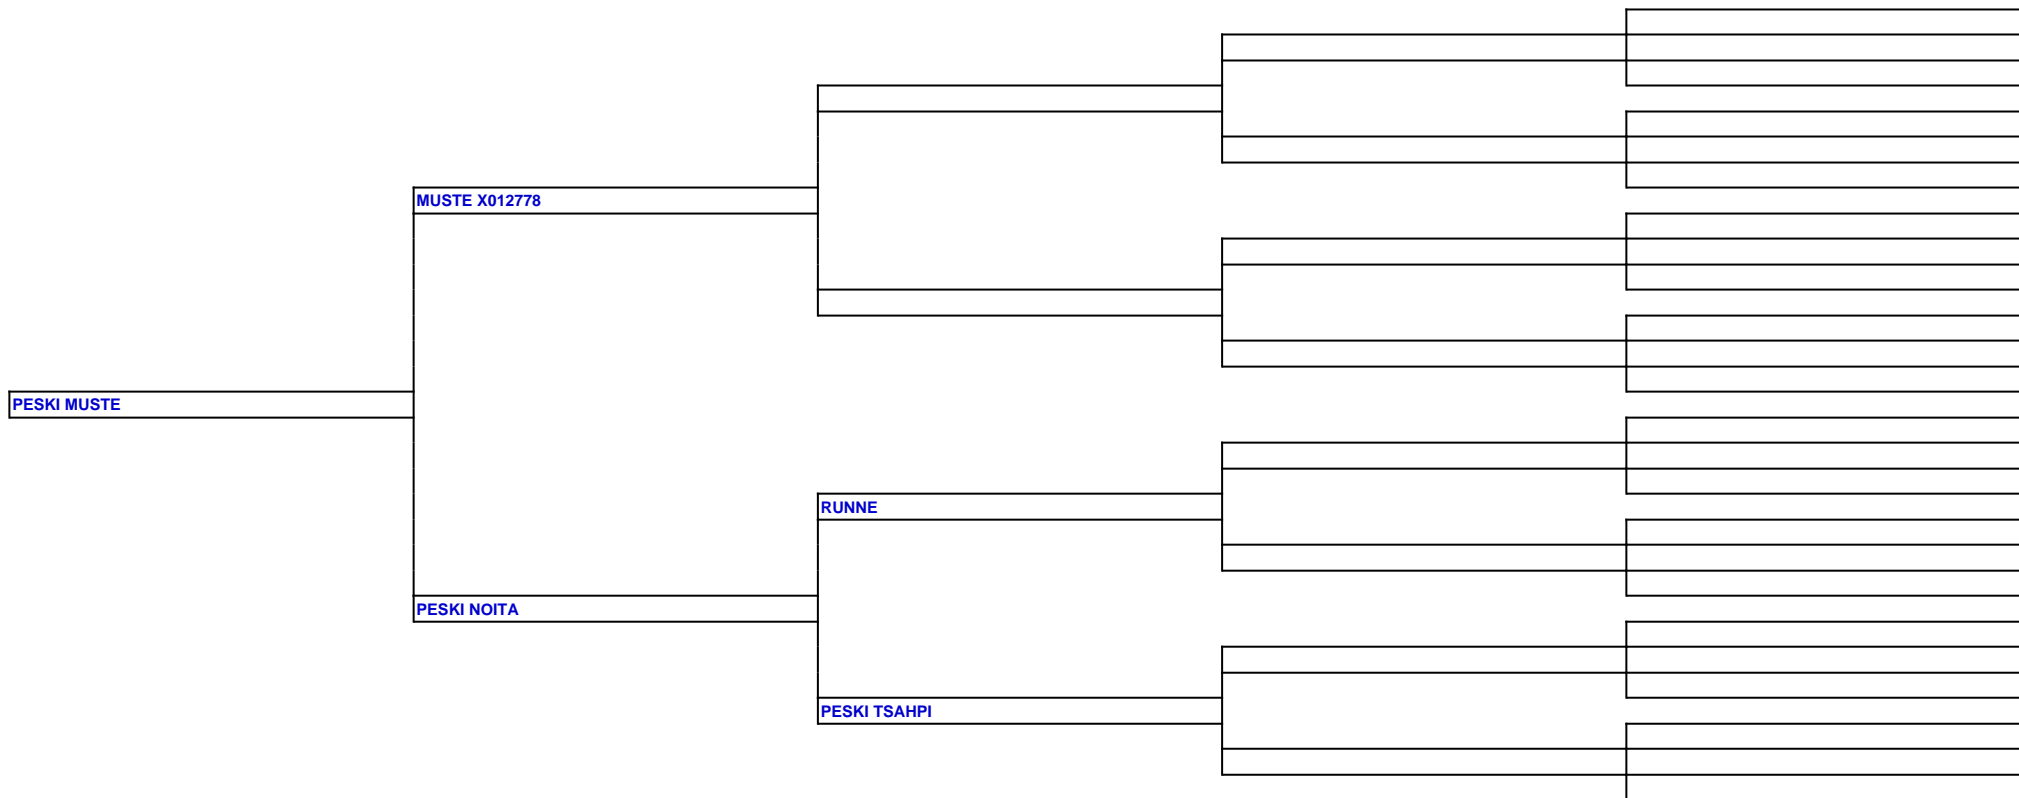 MUSTE X012778
PESKI MUSTE
RUNNE
PESKI NOITA
PESKI TSAHPI